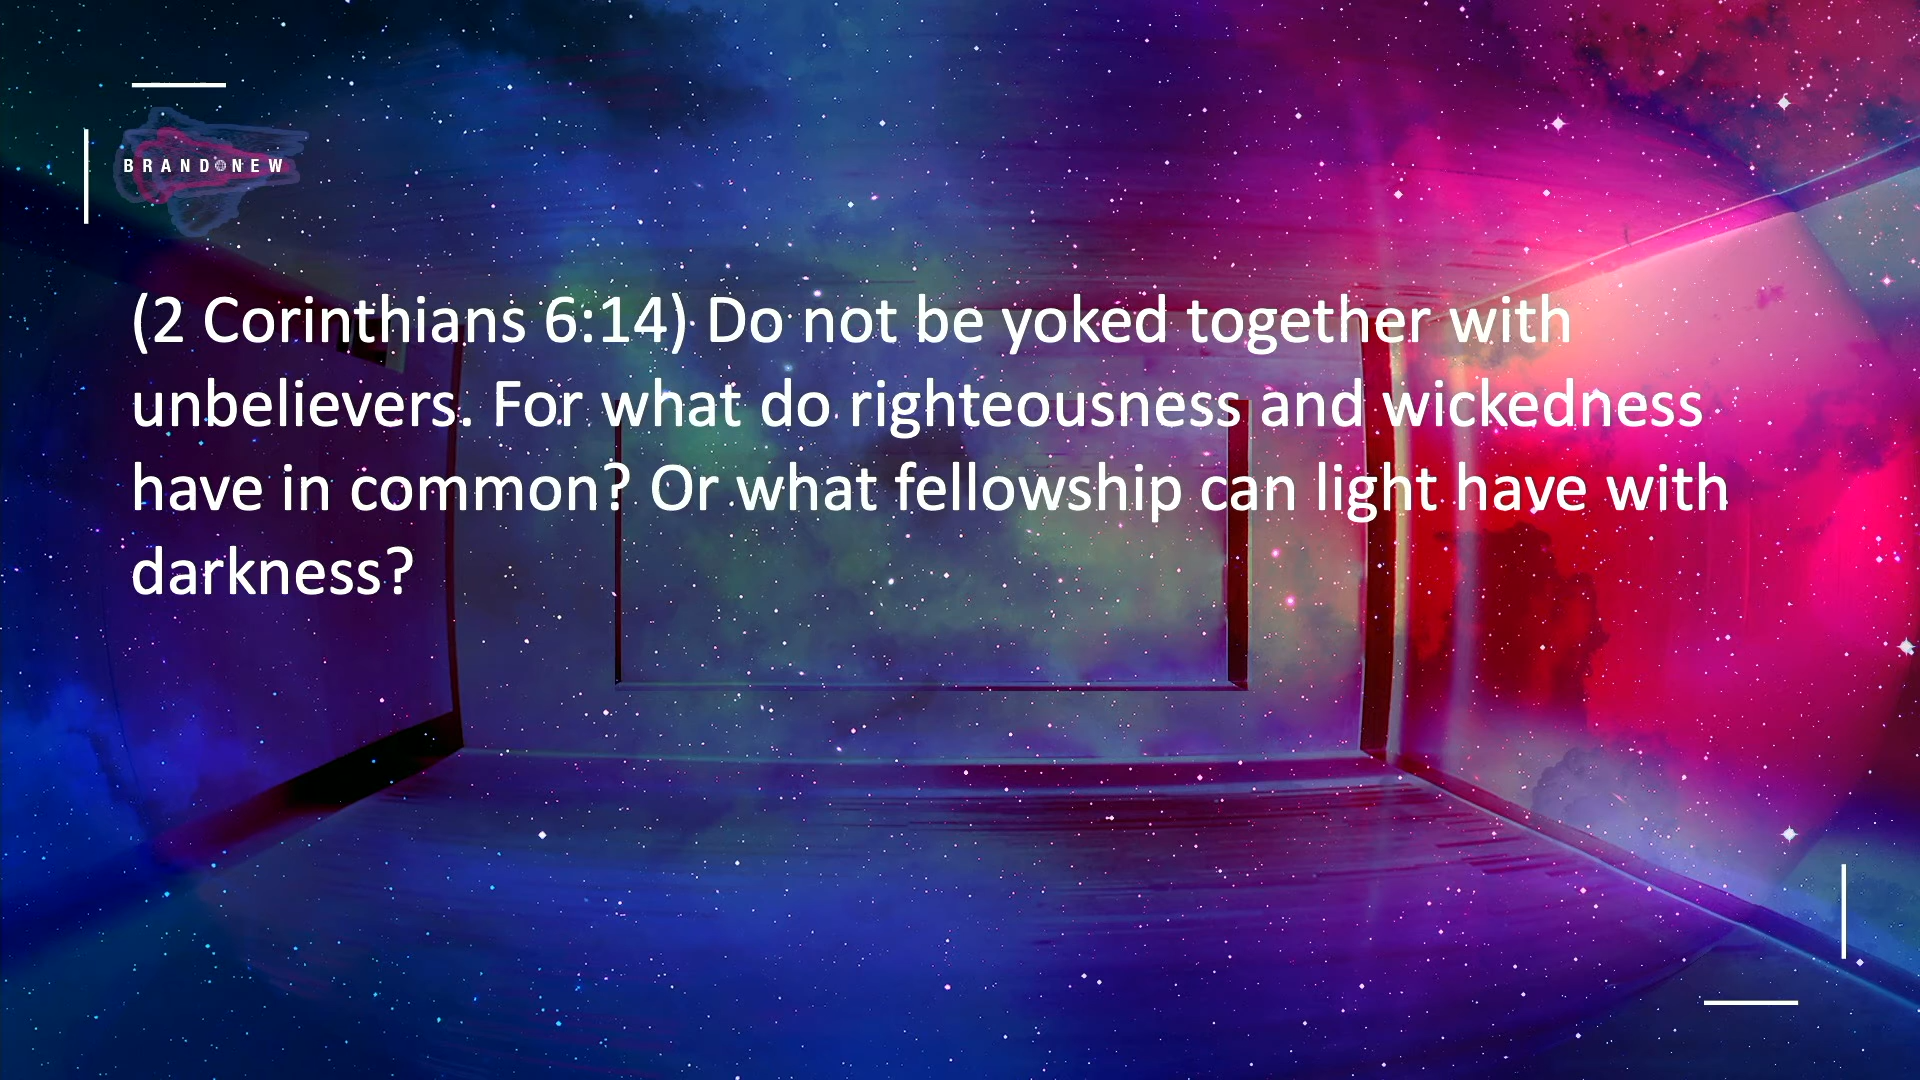 BRAND NEW
(2 Corinthians 6:14) Do not be yoked together with
unbelievers. For what do righteousness and wickedness
have in common? Or what fellowship can light have with
darkness?